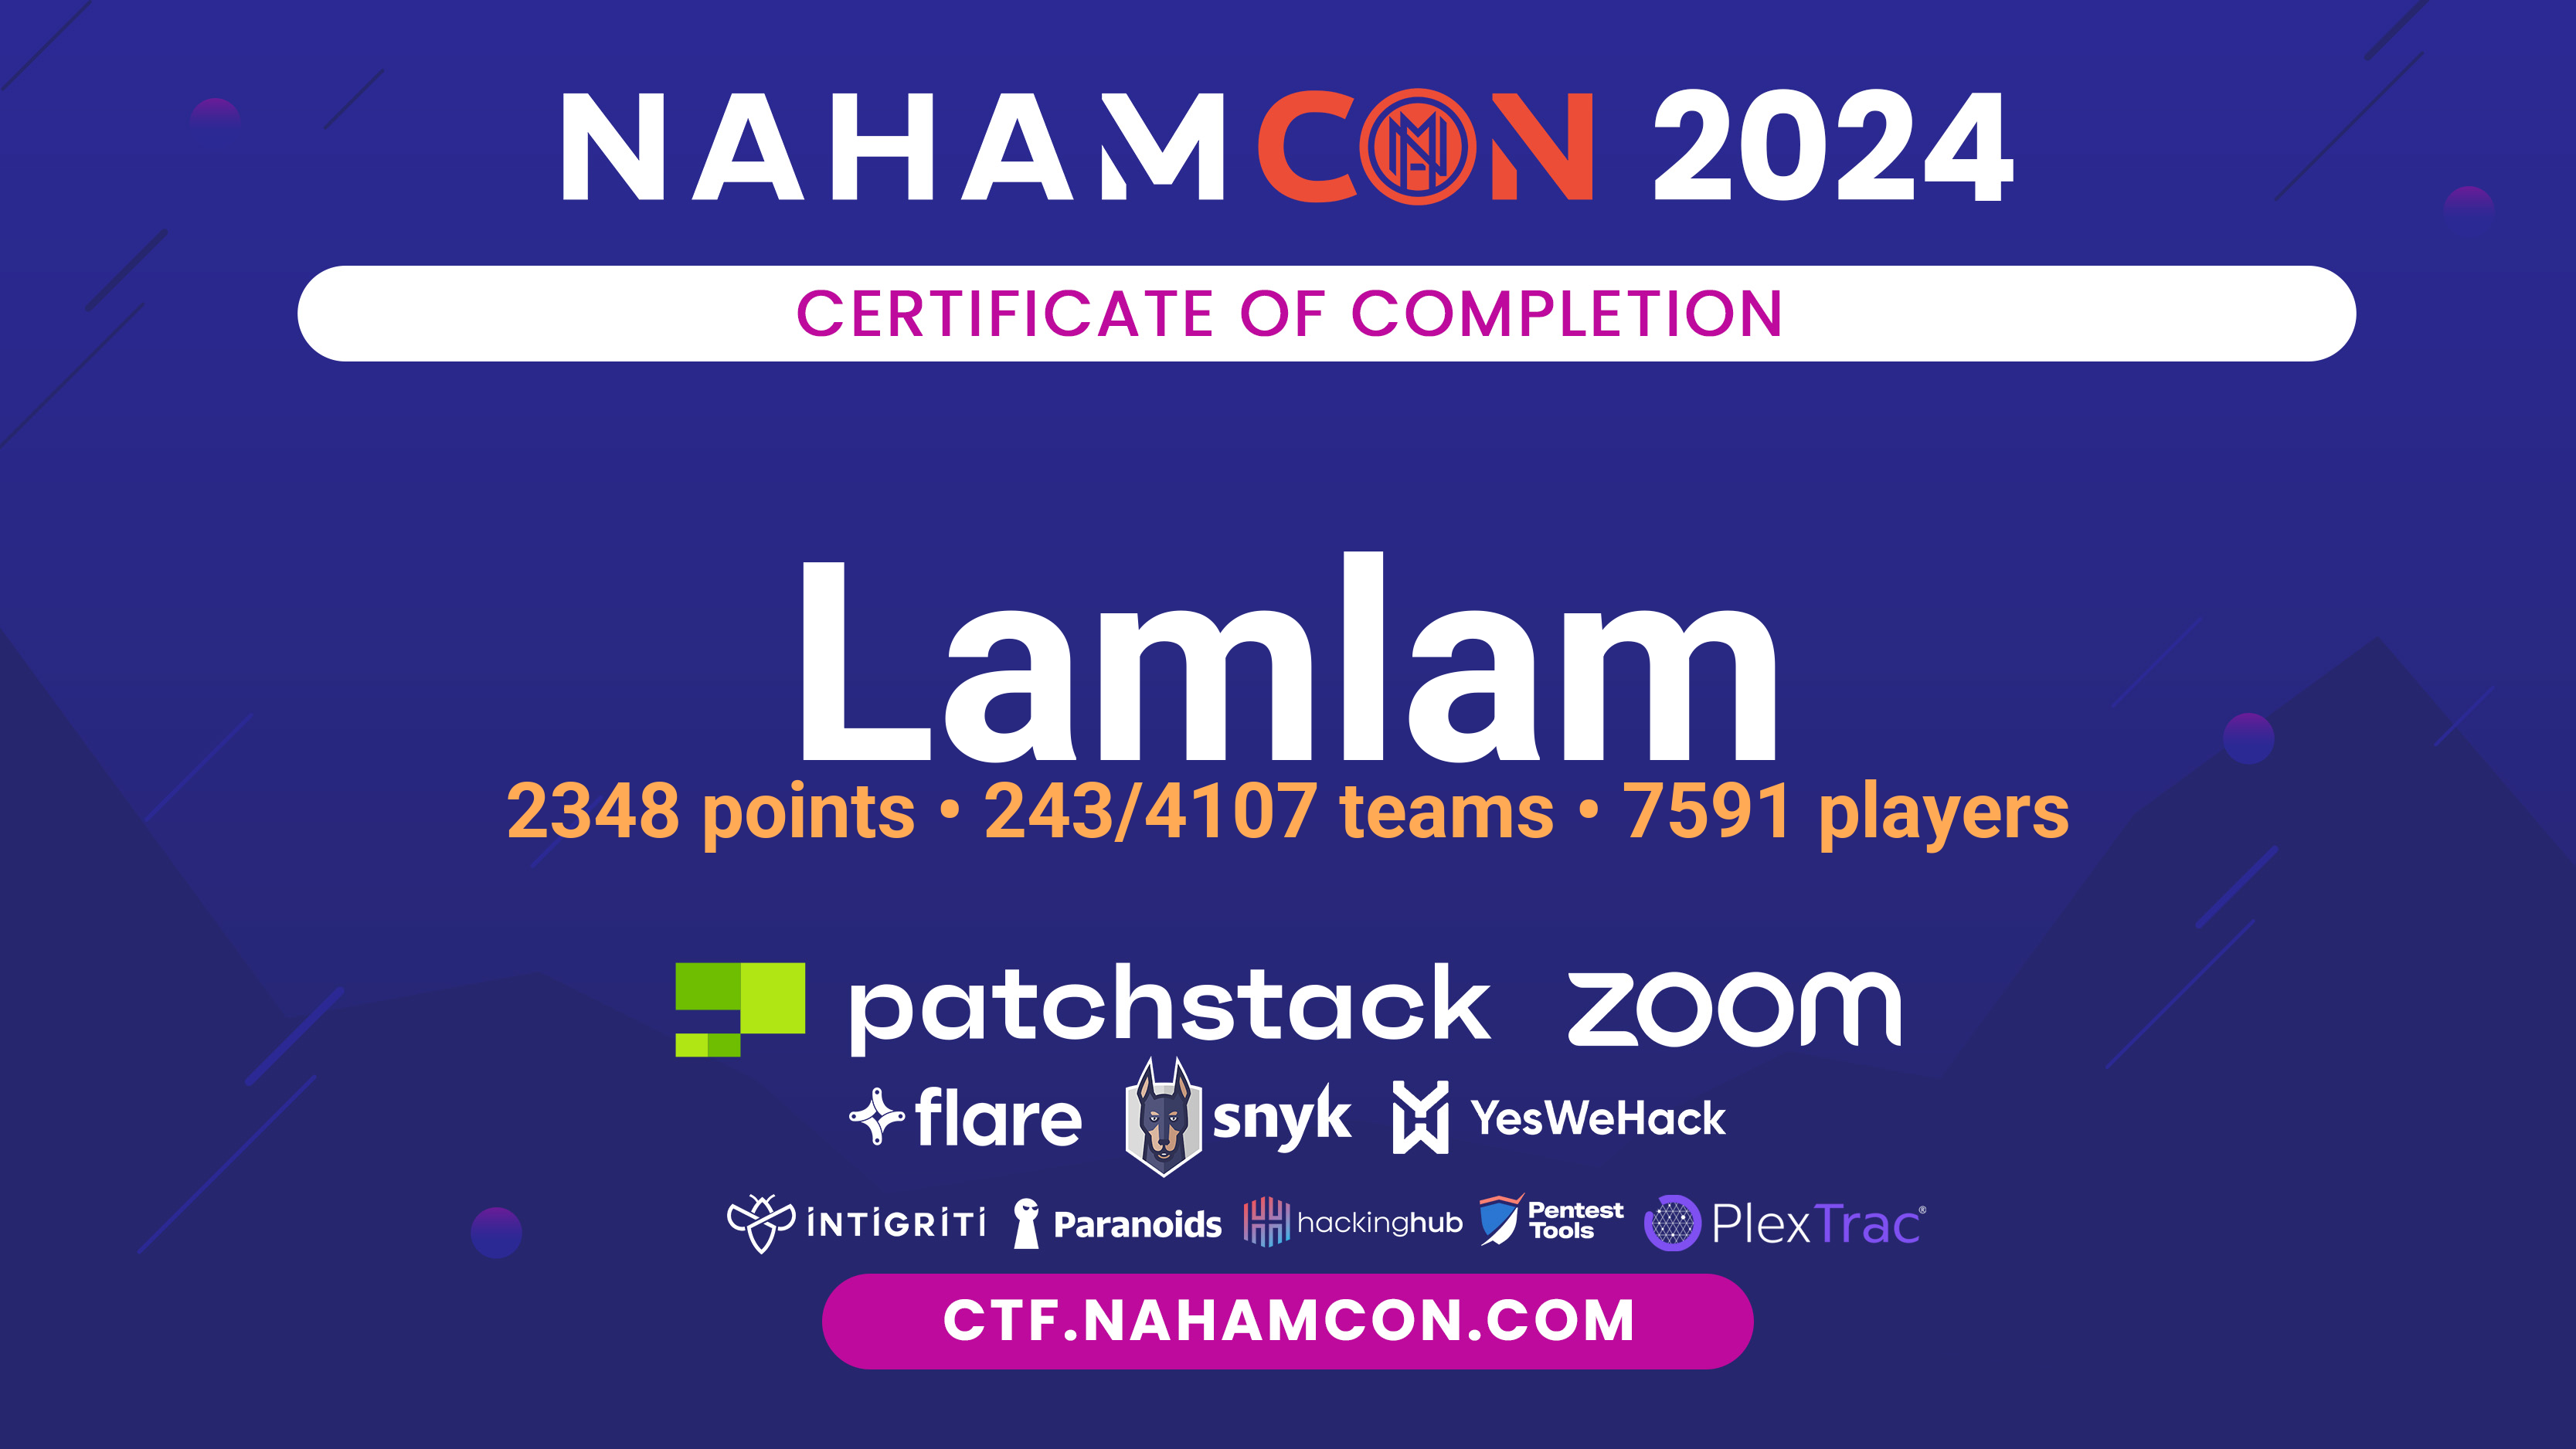 NAHAMCON 2024
CERTIFICATE OF COMPLETION
Lamlam
2348 points • 243/4107 teams • 7591 players
patchstack zoom
flare snyk YesWeHack
INTIGRITI Paranoids hackinghub Pentest Tools PlexTrac®
CTF.NAHAMCON.COM